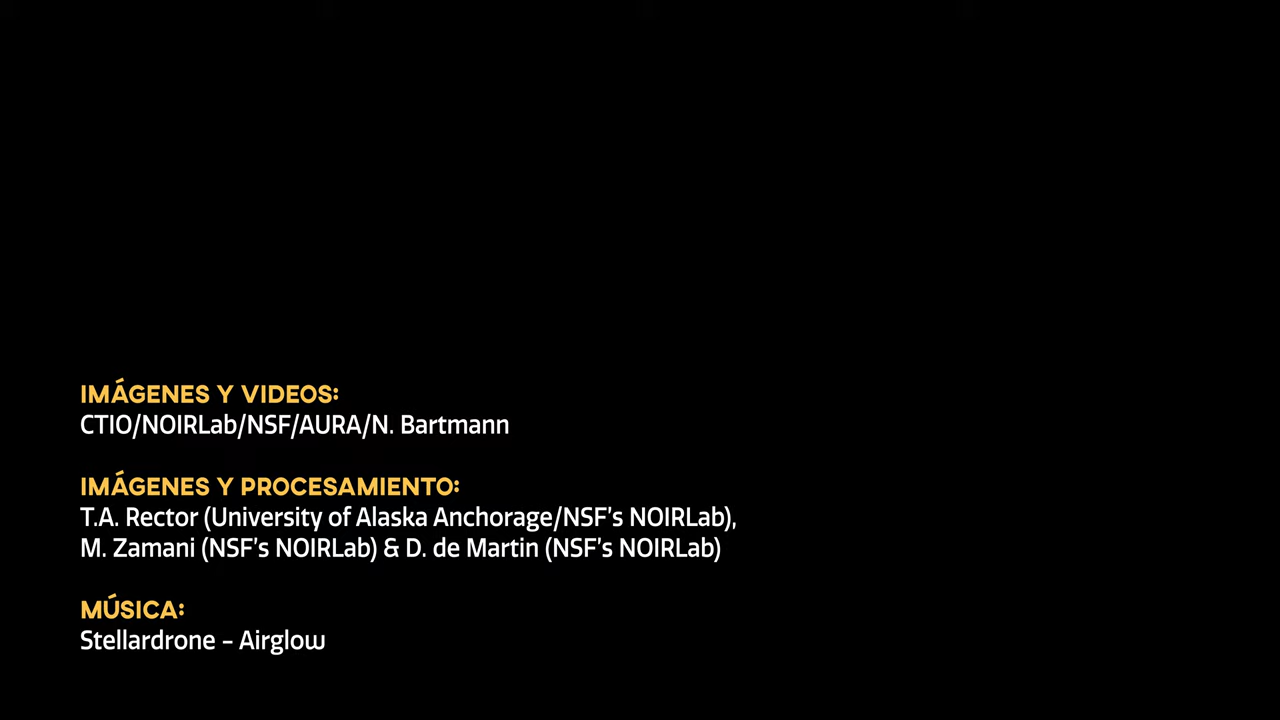 IMÁGENES Y VIDEOS:
CTIO/NOIRLab/NSF/AURA/N. Bartmann
IMÁGENES Y PROCESAMIENTO:
T.A. Rector (University of Alaska Anchorage/NSF’s NOIRLab),
M. Zamani (NSF’s NOIRLab) & D. de Martin (NSF’s NOIRLab)
MÚSICA:
Stellardrone – Airglow